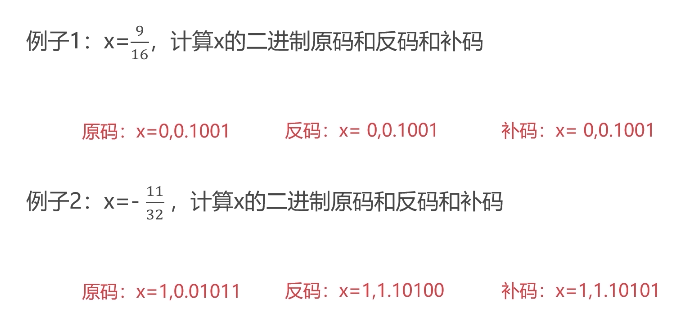 例子1：x=9/16，计算x的二进制原码和反码和补码
原码：x=0,0.1001 反码：x= 0,0.1001 补码：x= 0,0.1001
例子2：x=- 11/32 ，计算x的二进制原码和反码和补码
原码：x=1,0.01011 反码：x=1,1.10100 补码：x=1,1.10101